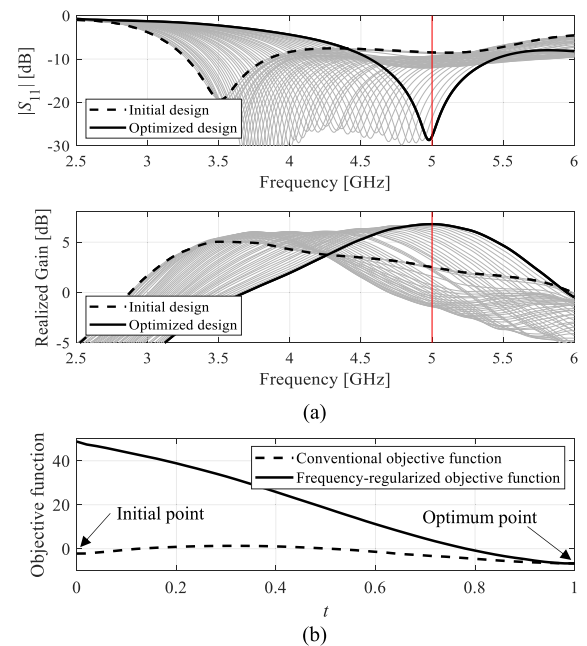 0
-10
-20
-30
|S11| [dB]
Initial design
Optimized design
2.5 3 3.5 4 4.5 5 5.5 6
Frequency [GHz]
5
0
-5
Realized Gain [dB]
Initial design
Optimized design
2.5 3 3.5 4 4.5 5 5.5 6
Frequency [GHz]
(a)
40
20
0
Objective function
Conventional objective function
Frequency-regularized objective function
Initial point
Optimum point
0 0.2 0.4 0.6 0.8 1
t
(b)